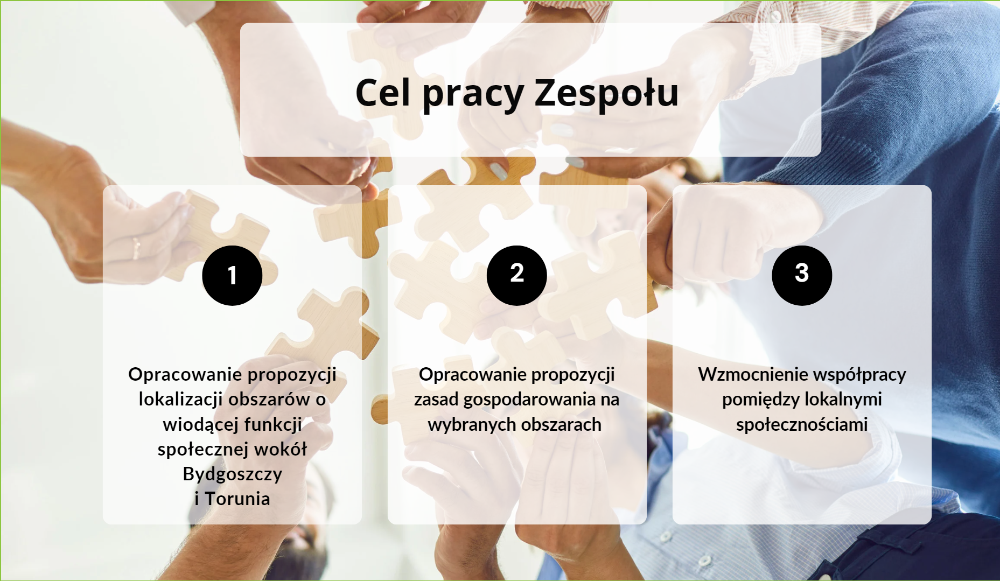 Cel pracy Zespołu
1
Opracowanie propozycji
lokalizacji obszarów o
wiodącej funkcji
społecznej wokół
Bydgoszczy
i Torunia
2
Opracowanie propozycji
zasad gospodarowania na
wybranych obszarach
3
Wzmocnienie współpracy
pomiędzy lokalnymi
społecznościami